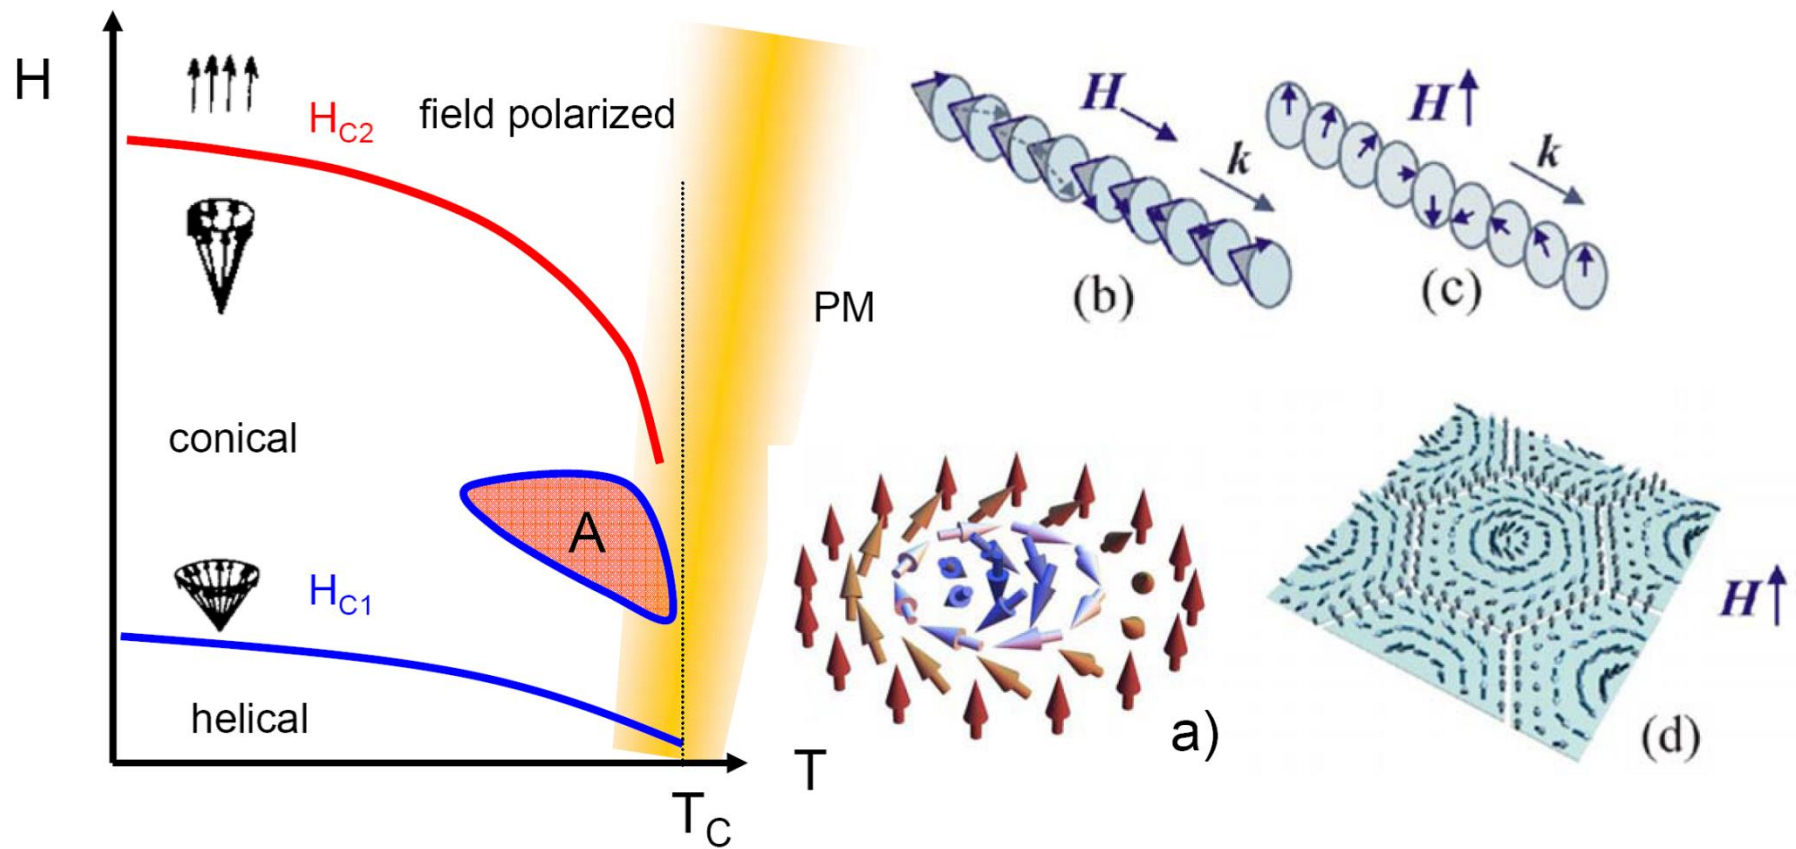 H
H_C2
field polarized
PM
conical
A
H_C1
helical
T
T_C
H
k
(b)
H
k
(c)
a)
H
(d)